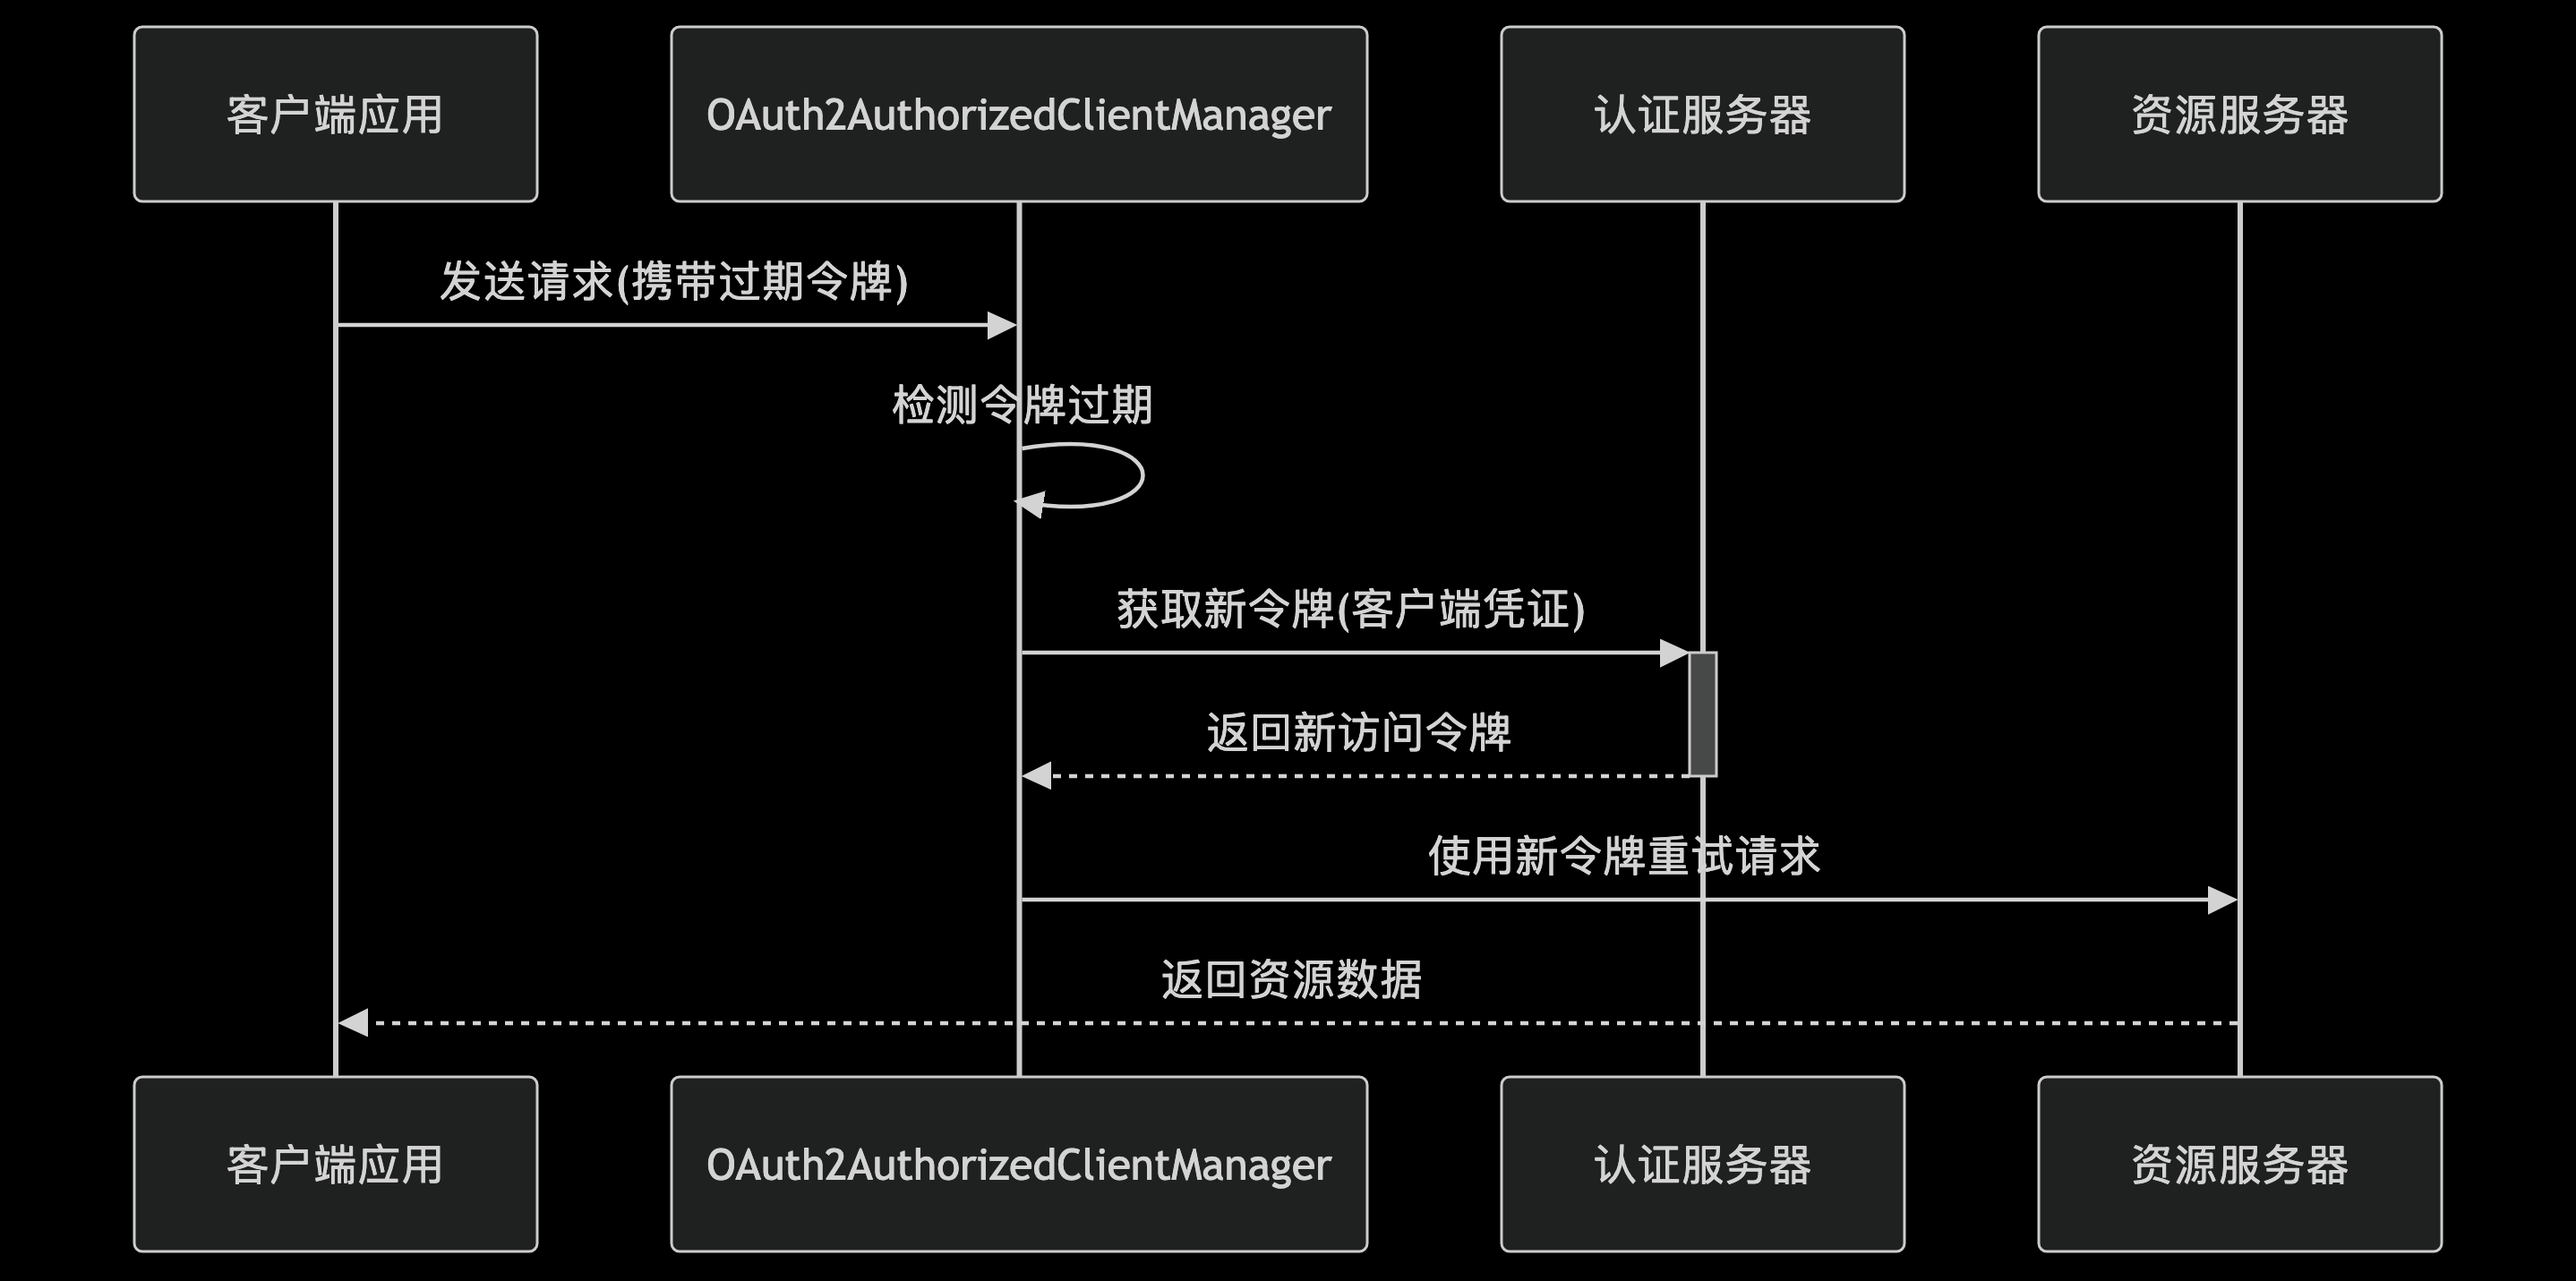 客户端应用
OAuth2AuthorizedClientManager
认证服务器
资源服务器
发送请求(携带过期令牌)
检测令牌过期
获取新令牌(客户端凭证)
返回新访问令牌
使用新令牌重试请求
返回资源数据
客户端应用
OAuth2AuthorizedClientManager
认证服务器
资源服务器